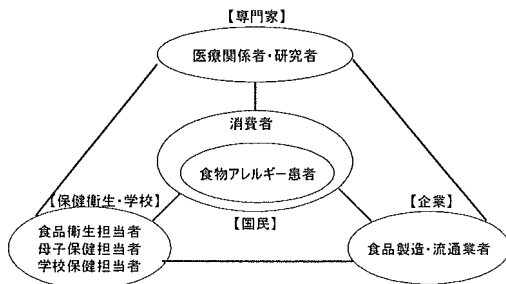 【専門家】
医療関係者・研究者
消費者
食物アレルギー患者
【保健衛生・学校】
【企業】
【国民】
食品衛生担当者
母子保健担当者
学校保健担当者
食品製造・流通業者